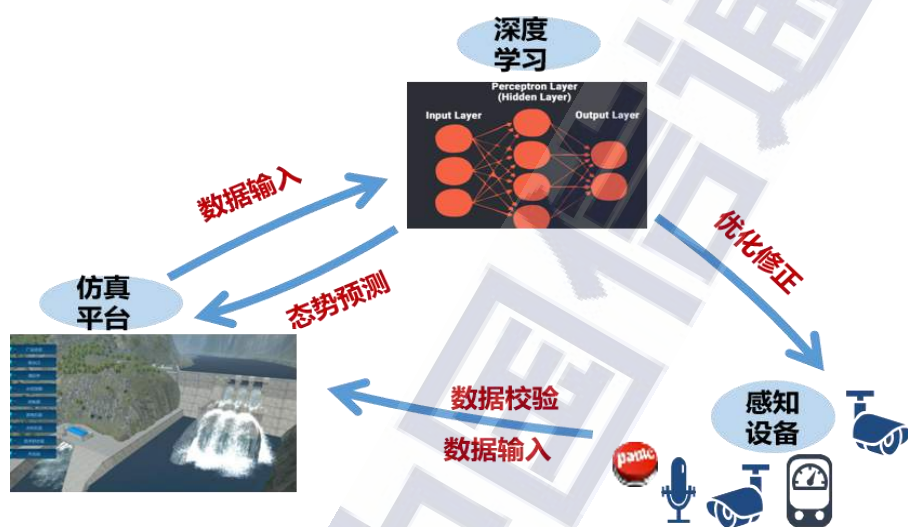 深度
学习
Perceptron Layer
(Hidden Layer)
Input Layer
Output Layer
数据输入
优化修正
仿真
平台
态势预测
数据校验
数据输入
感知
设备
panic